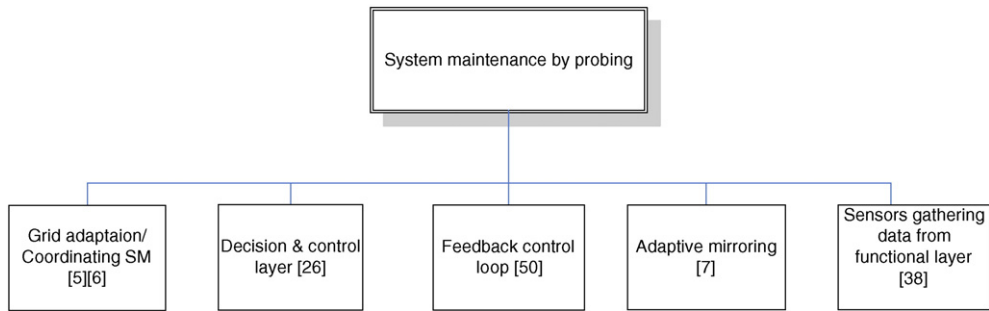 System maintenance by probing
Grid adaptaion/
Coordinating SM
[5][6]
Decision & control
layer [26]
Feedback control
loop [50]
Adaptive mirroring
[7]
Sensors gathering
data from
functional layer
[38]